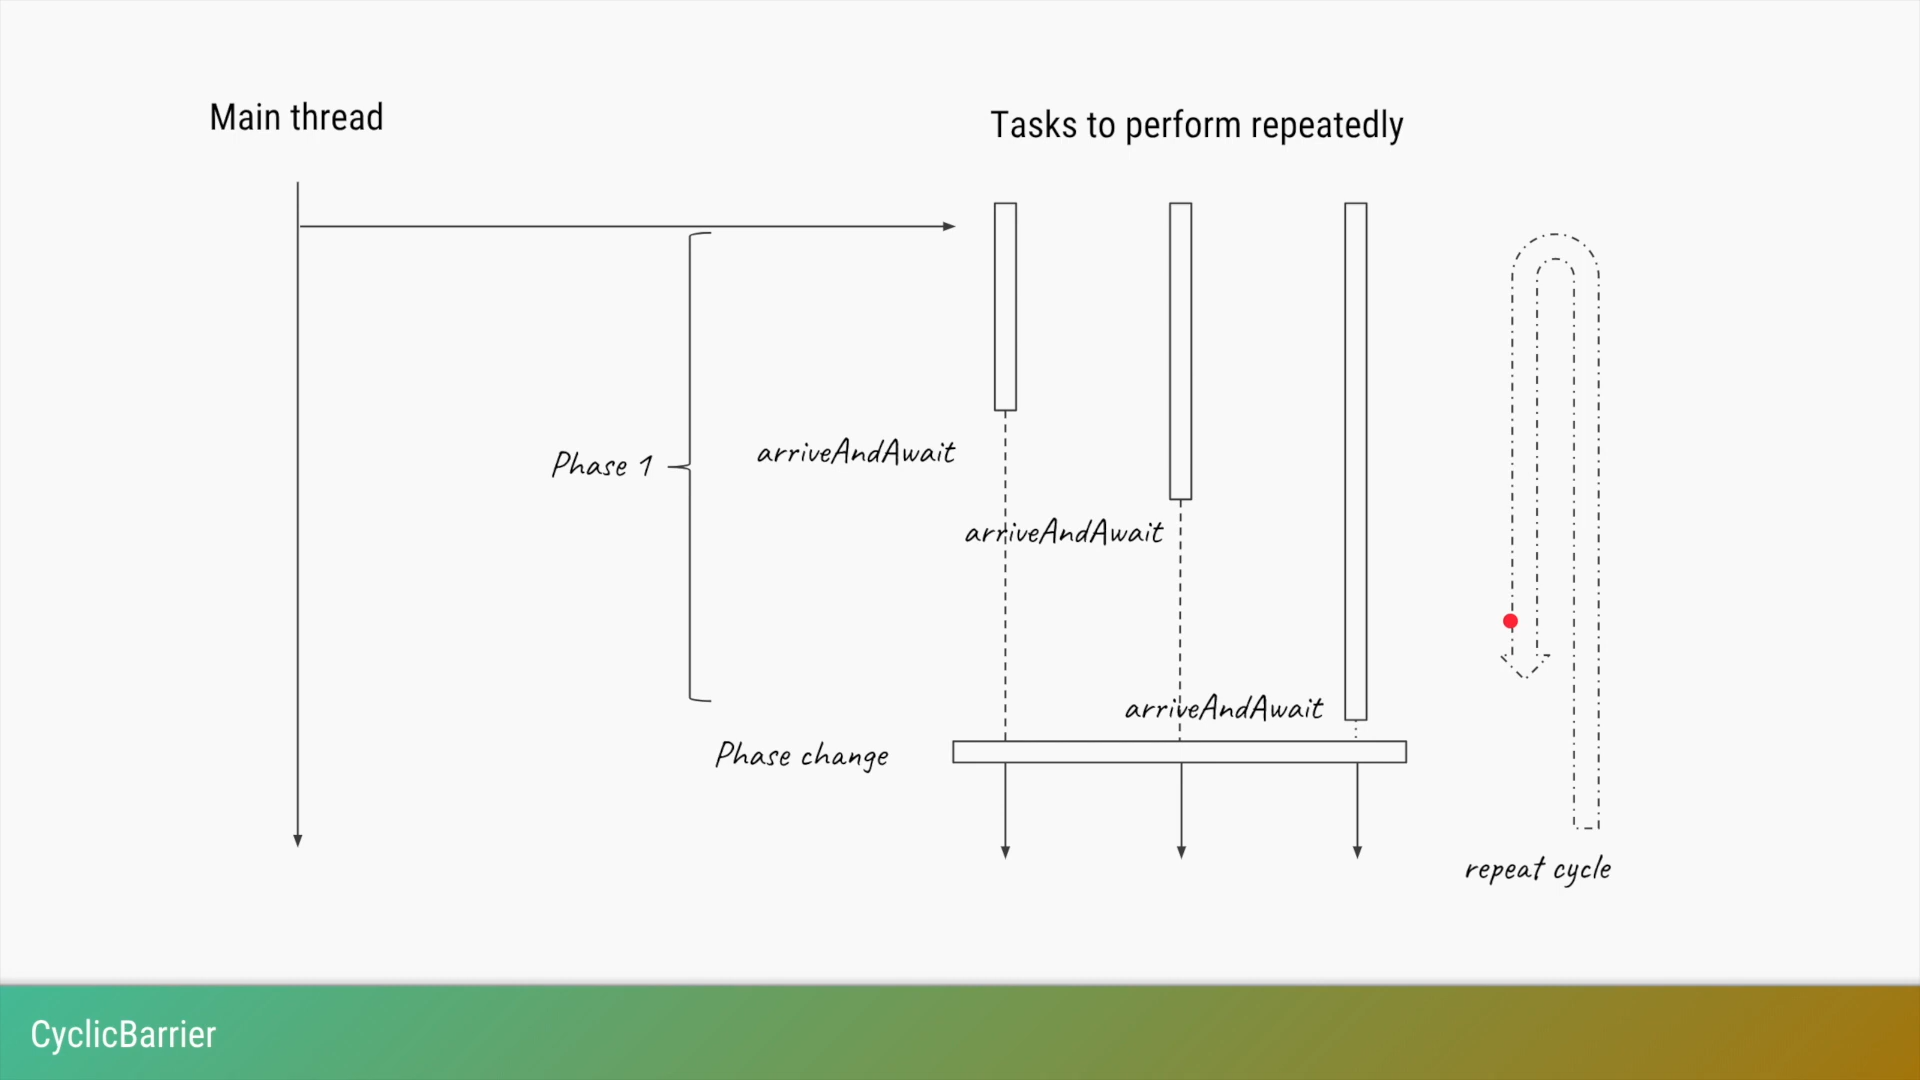 Main thread
Tasks to perform repeatedly
Phase 1
arriveAndAwait
arriveAndAwait
arriveAndAwait
Phase change
repeat cycle
CyclicBarrier